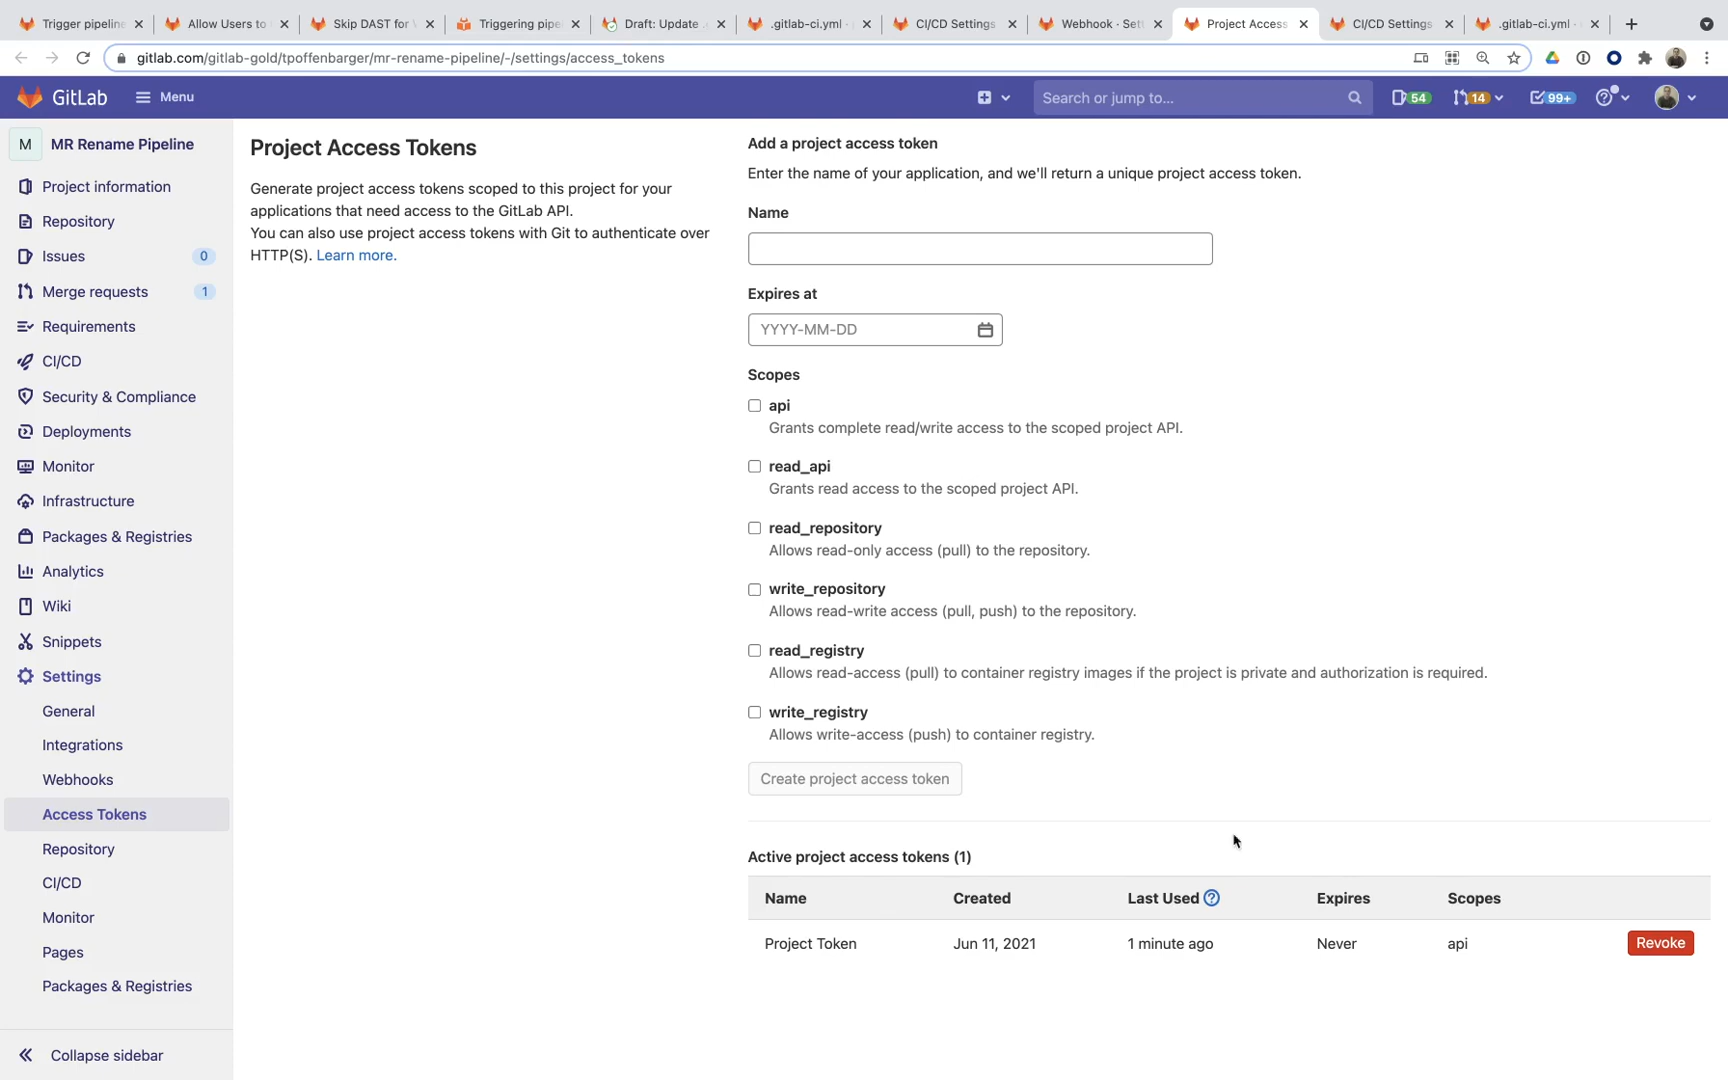 Trigger pipeline
Allow Users to
Skip DAST for
Triggering pipe
Draft: Update
.gitlab-ci.yml ·
CI/CD Settings
Webhook · Sett
Project Access
CI/CD Settings
.gitlab-ci.yml ·
gitlab.com/gitlab-gold/tpoffenbarger/mr-rename-pipeline/-/settings/access_tokens
GitLab
Menu
Search or jump to...
54
14
99+
M
MR Rename Pipeline
Project information
Repository
Issues 0
Merge requests 1
Requirements
CI/CD
Security & Compliance
Deployments
Monitor
Infrastructure
Packages & Registries
Analytics
Wiki
Snippets
Settings
General
Integrations
Webhooks
Access Tokens
Repository
CI/CD
Monitor
Pages
Packages & Registries
Collapse sidebar
Project Access Tokens
Generate project access tokens scoped to this project for your
applications that need access to the GitLab API.
You can also use project access tokens with Git to authenticate over
HTTP(S). Learn more.
Add a project access token
Enter the name of your application, and we'll return a unique project access token.
Name
Expires at
YYYY-MM-DD
Scopes
api
Grants complete read/write access to the scoped project API.
read_api
Grants read access to the scoped project API.
read_repository
Allows read-only access (pull) to the repository.
write_repository
Allows read-write access (pull, push) to the repository.
read_registry
Allows read-access (pull) to container registry images if the project is private and authorization is required.
write_registry
Allows write-access (push) to container registry.
Create project access token
Active project access tokens (1)
Name Created Last Used Expires Scopes
Project Token Jun 11, 2021 1 minute ago Never api Revoke